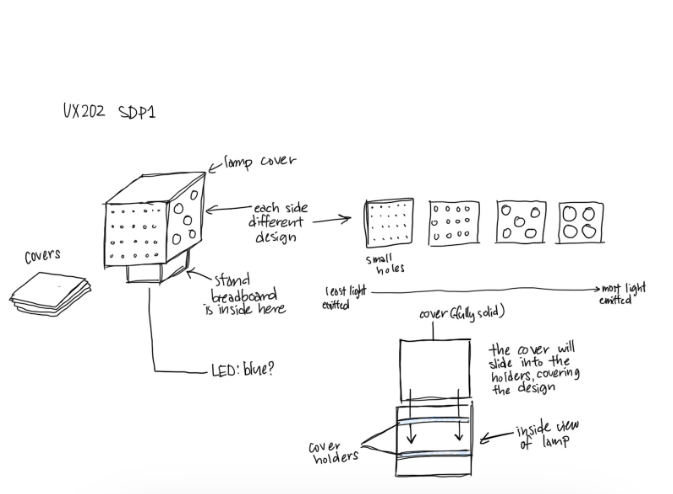 UX202 SDP1
lamp cover
each side
different
design
covers
stand
breadboard
is inside here
LED: blue?
small
holes
least light
emitted
most light
emitted
cover (fully solid)
the cover will
slide into the
holders, covering
the design
cover
holders
inside view
of lamp